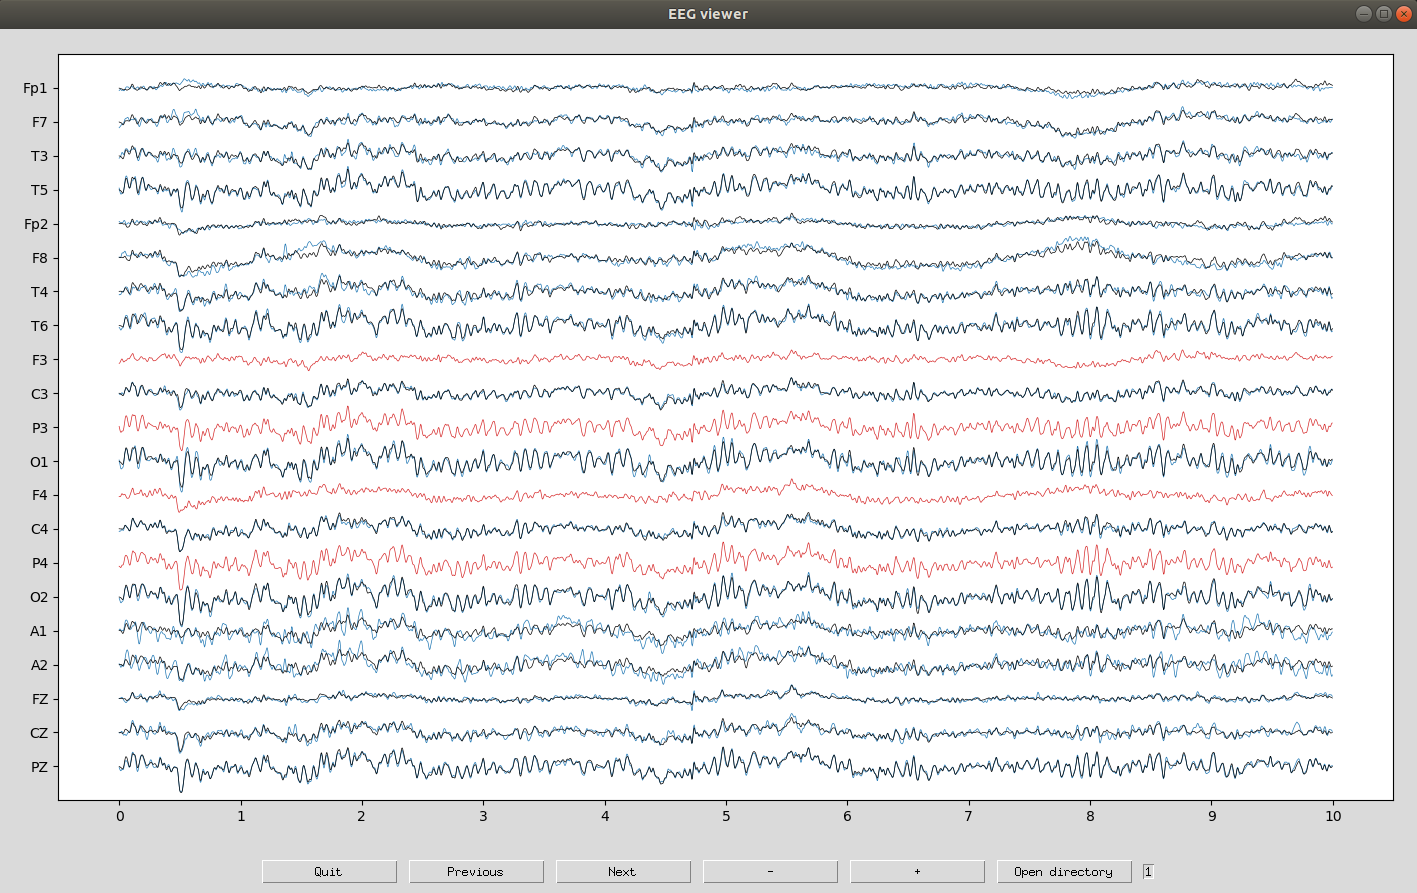 EEG viewer
Fp1
F7
T3
T5
Fp2
F8
T4
T6
F3
C3
P3
O1
F4
C4
P4
O2
A1
A2
FZ
CZ
PZ
0 1 2 3 4 5 6 7 8 9 10
Quit Previous Next - + Open directory 1